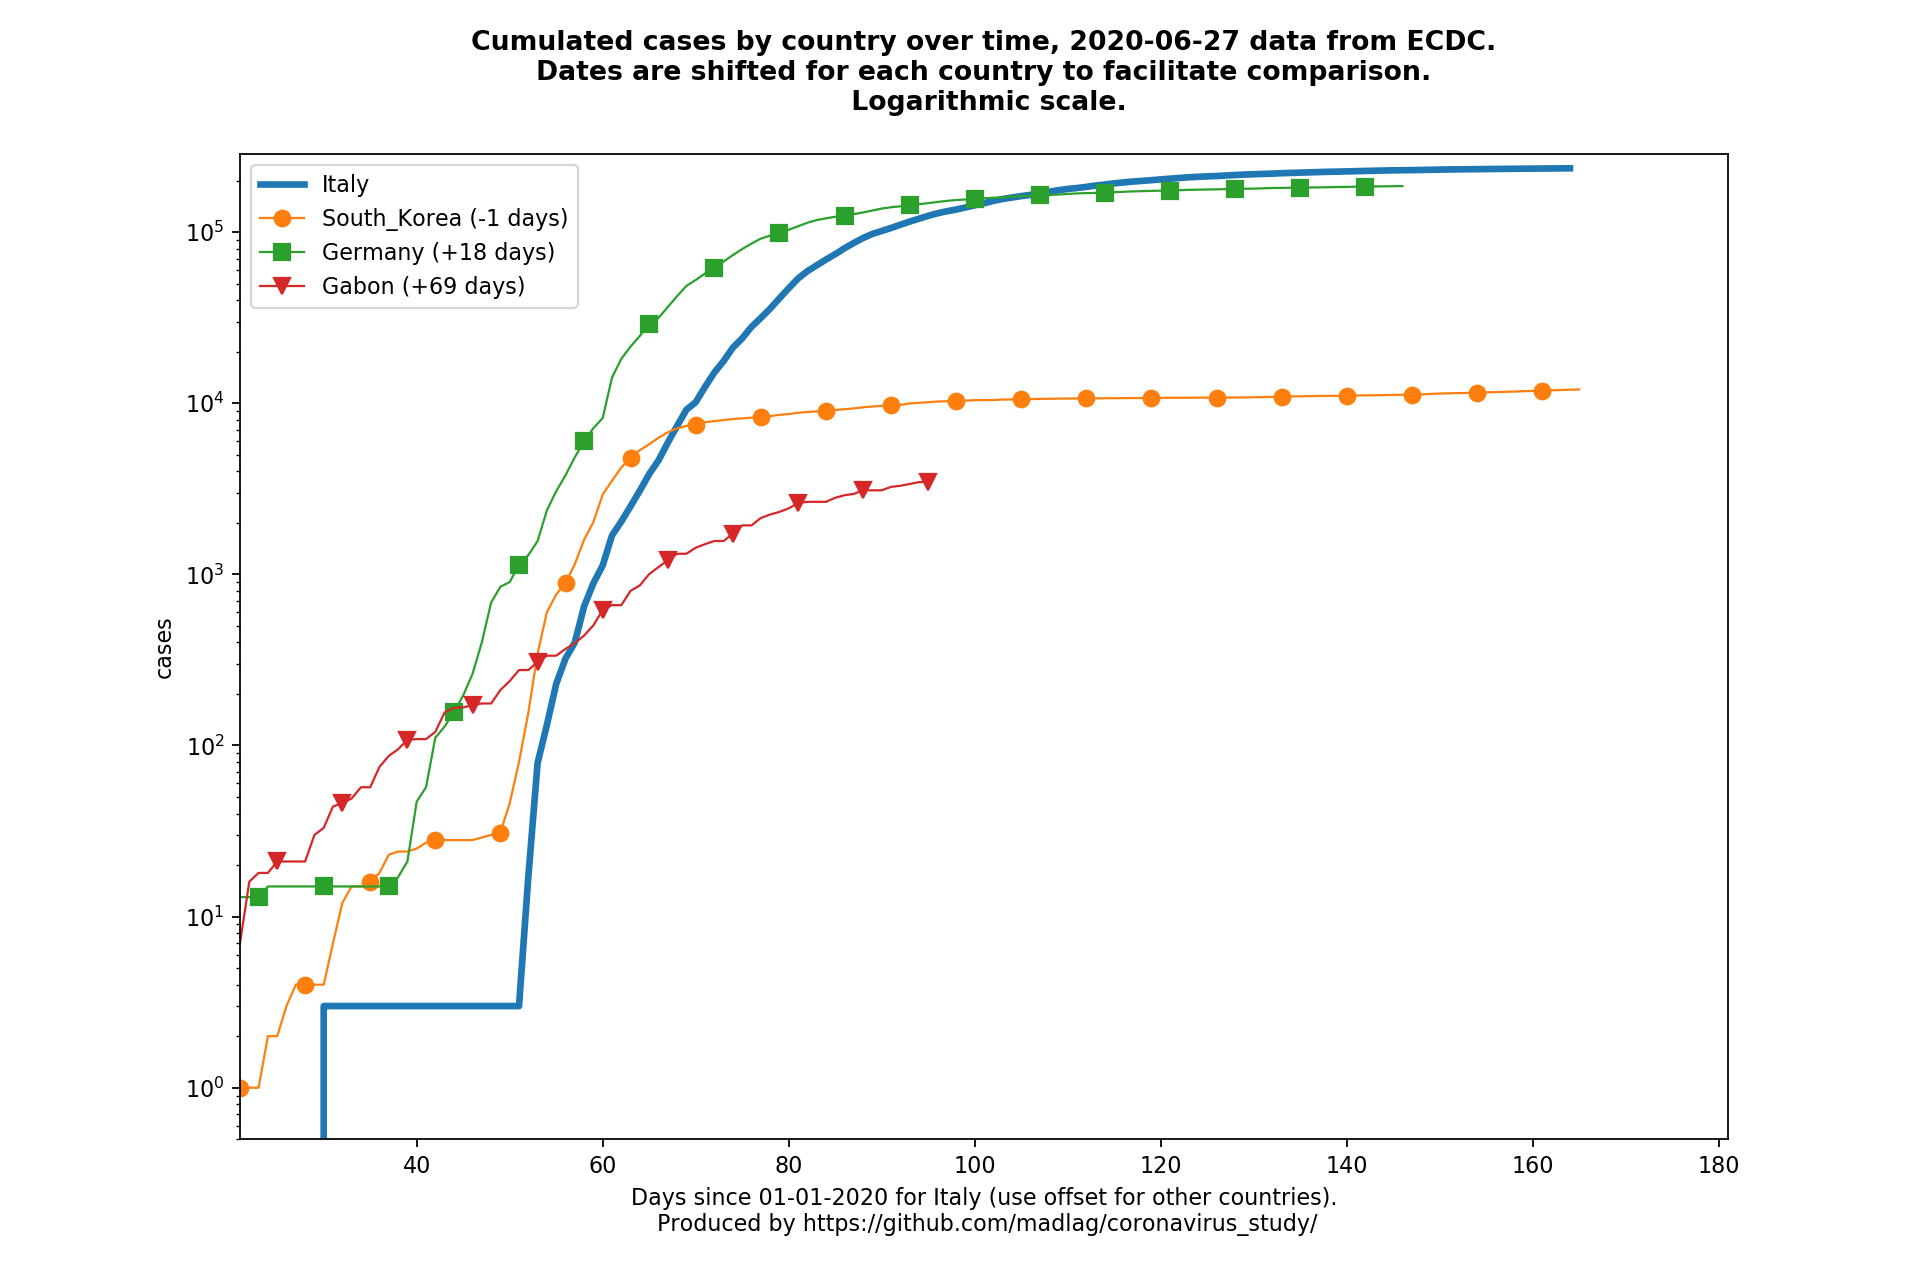 Cumulated cases by country over time, 2020-06-27 data from ECDC.
Dates are shifted for each country to facilitate comparison.
Logarithmic scale.
Italy
South_Korea (-1 days)
Germany (+18 days)
Gabon (+69 days)
10^5
10^4
10^3
10^2
10^1
10^0
cases
40 60 80 100 120 140 160 180
Days since 01-01-2020 for Italy (use offset for other countries).
Produced by https://github.com/madlag/coronavirus_study/